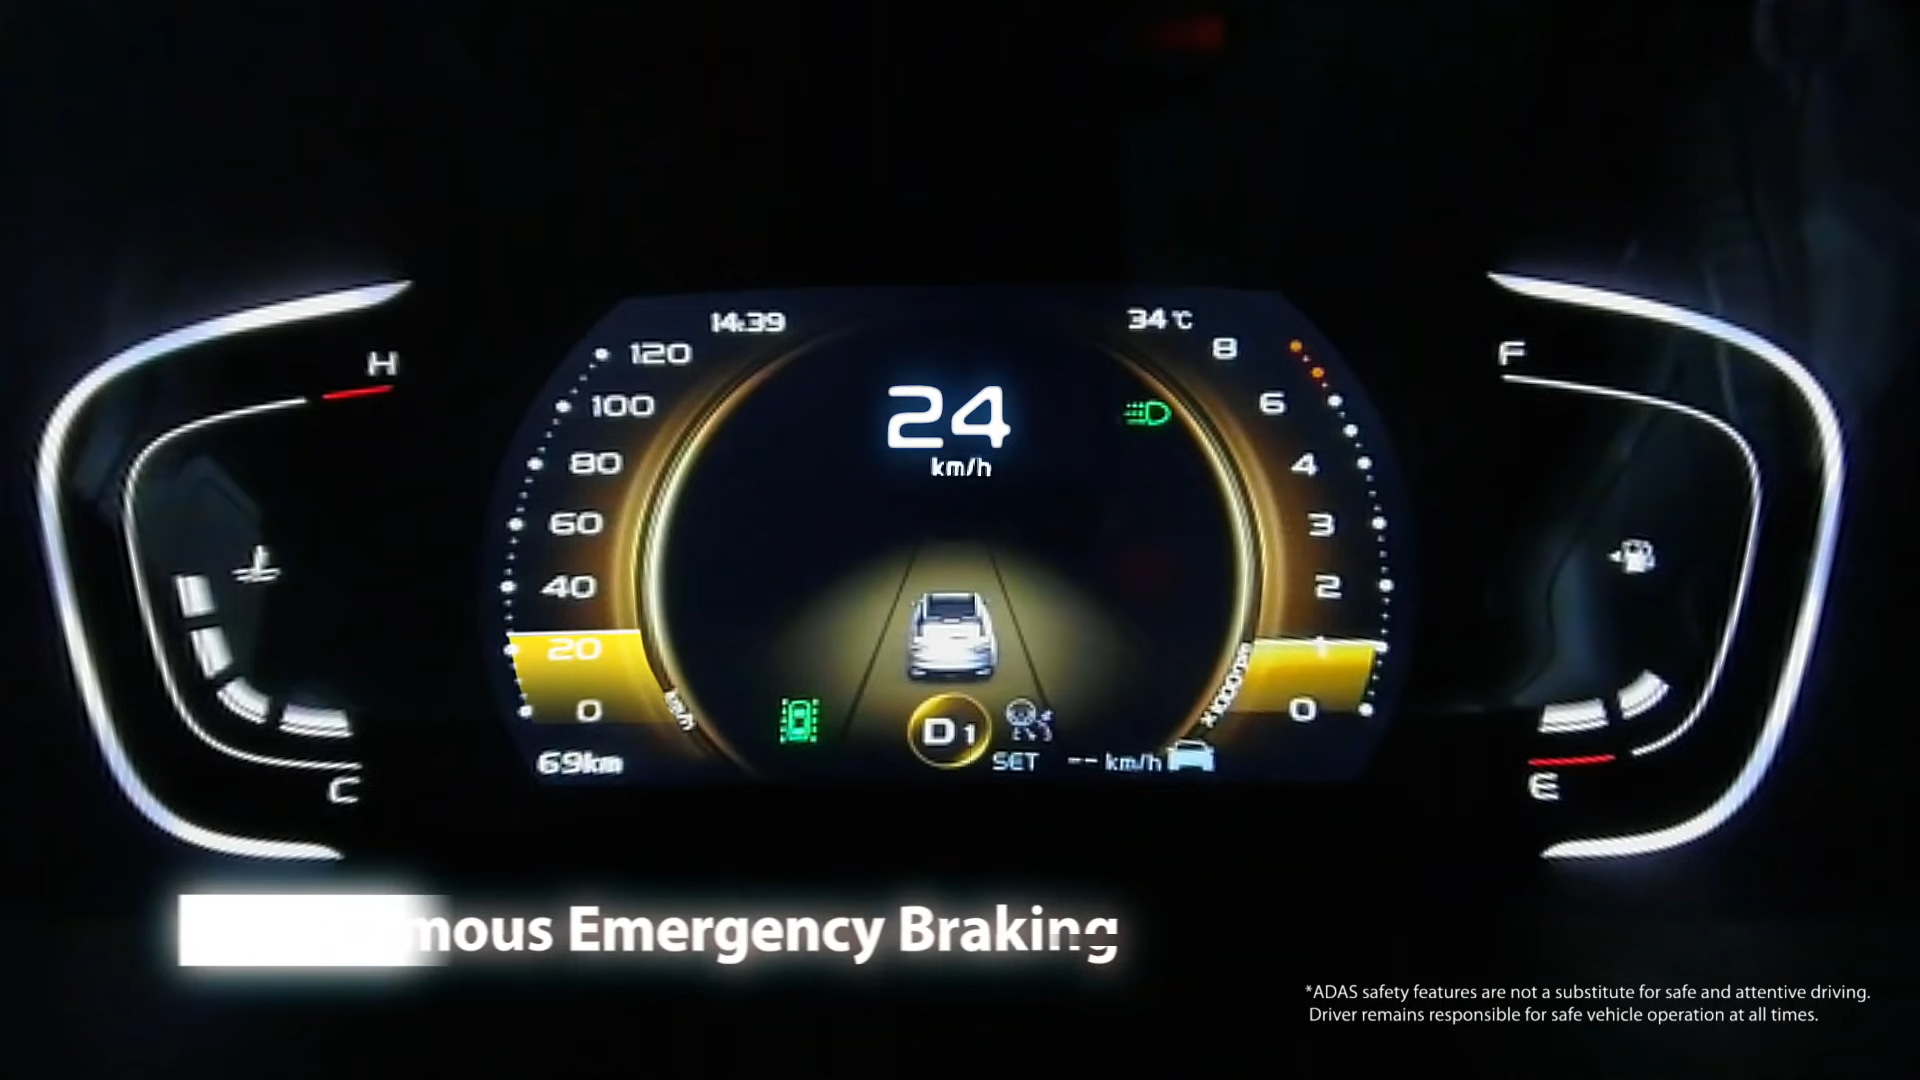 14:39
34°C
120
100
80
60
40
20
0
km/h
69km
24
km/h
D1
SET
-- km/h
8
6
4
3
2
1
0
H
C
F
E
mous Emergency Braking
*ADAS safety features are not a substitute for safe and attentive driving.
Driver remains responsible for safe vehicle operation at all times.